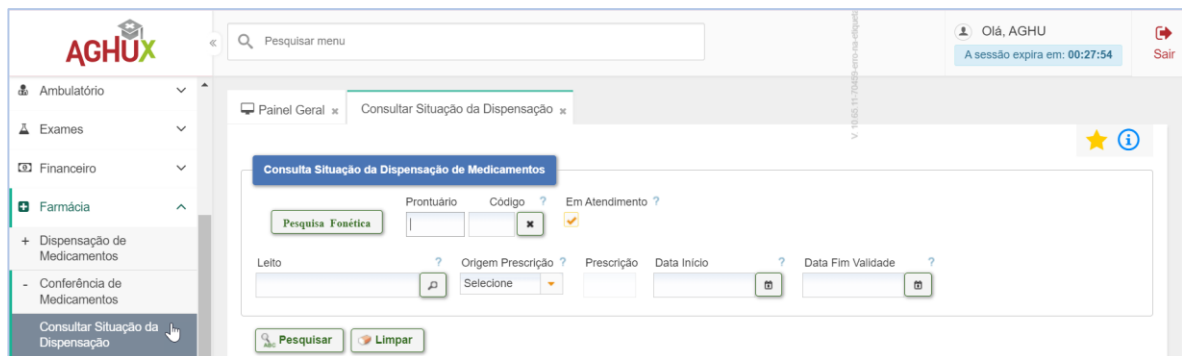 AGHUX
«
Pesquisar menu
Olá, AGHU
A sessão expira em: 00:27:54
Sair
Ambulatório
Exames
Financeiro
Farmácia
+ Dispensação de
Medicamentos
- Conferência de
Medicamentos
Consultar Situação da
Dispensação
Painel Geral x
Consultar Situação da Dispensação x
Consulta Situação da Dispensação de Medicamentos
Pesquisa Fonética
Prontuário
Código ?
Em Atendimento ?
Leito ?
Origem Prescrição ?
Selecione
Prescrição
Data Início ?
Data Fim Validade ?
Pesquisar
Limpar